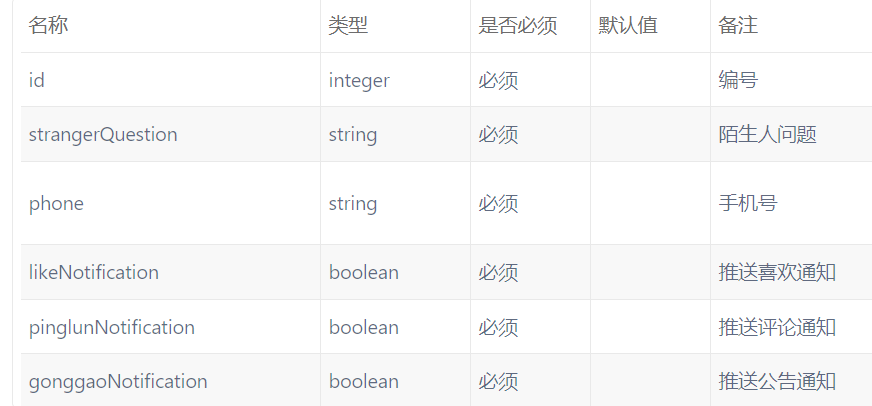 名称 类型 是否必须 默认值 备注
id integer 必须 编号
strangerQuestion string 必须 陌生人问题
phone string 必须 手机号
likeNotification boolean 必须 推送喜欢通知
pinglunNotification boolean 必须 推送评论通知
gonggaoNotification boolean 必须 推送公告通知